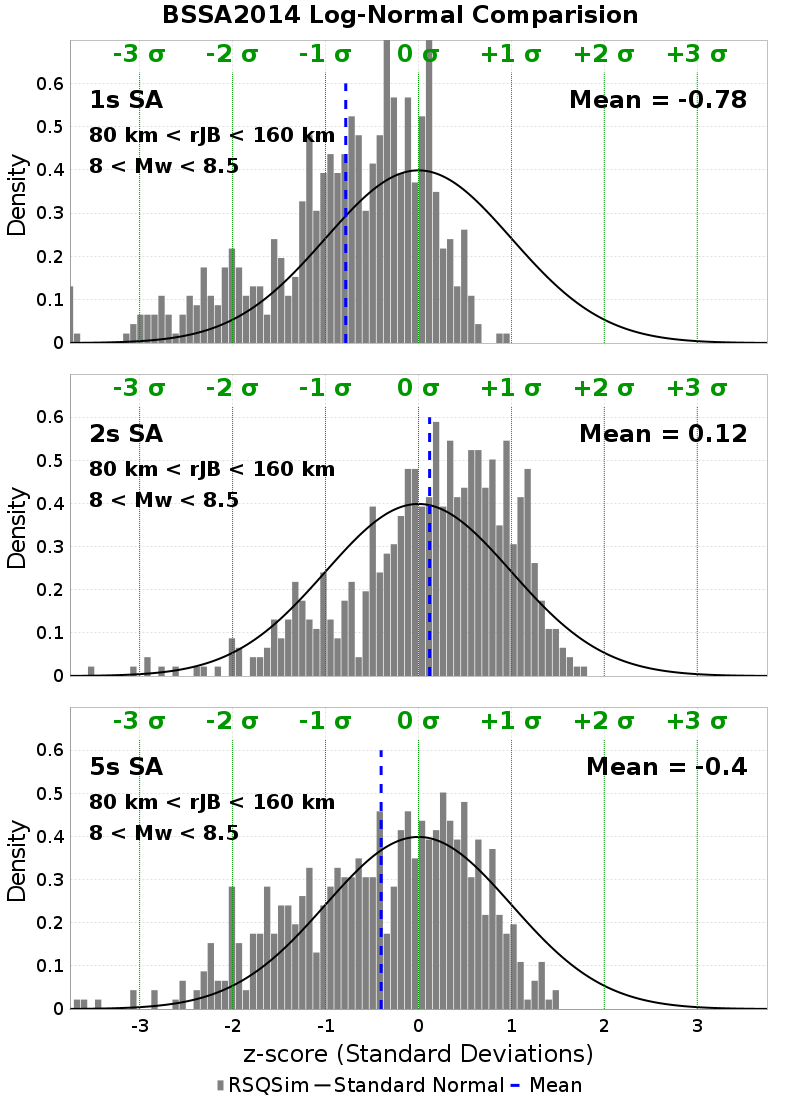 BSSA2014 Log-Normal Comparision
-3 σ -2 σ -1 σ 0 σ +1 σ +2 σ +3 σ
1s SA Mean = -0.78
80 km < rJB < 160 km
8 < Mw < 8.5
Density
0.6
0.5
0.4
0.3
0.2
0.1
0
-3 σ -2 σ -1 σ 0 σ +1 σ +2 σ +3 σ
2s SA Mean = 0.12
80 km < rJB < 160 km
8 < Mw < 8.5
Density
0.6
0.5
0.4
0.3
0.2
0.1
0
-3 σ -2 σ -1 σ 0 σ +1 σ +2 σ +3 σ
5s SA Mean = -0.4
80 km < rJB < 160 km
8 < Mw < 8.5
Density
0.6
0.5
0.4
0.3
0.2
0.1
0
-3 -2 -1 0 1 2 3
z-score (Standard Deviations)
RSQSim Standard Normal Mean